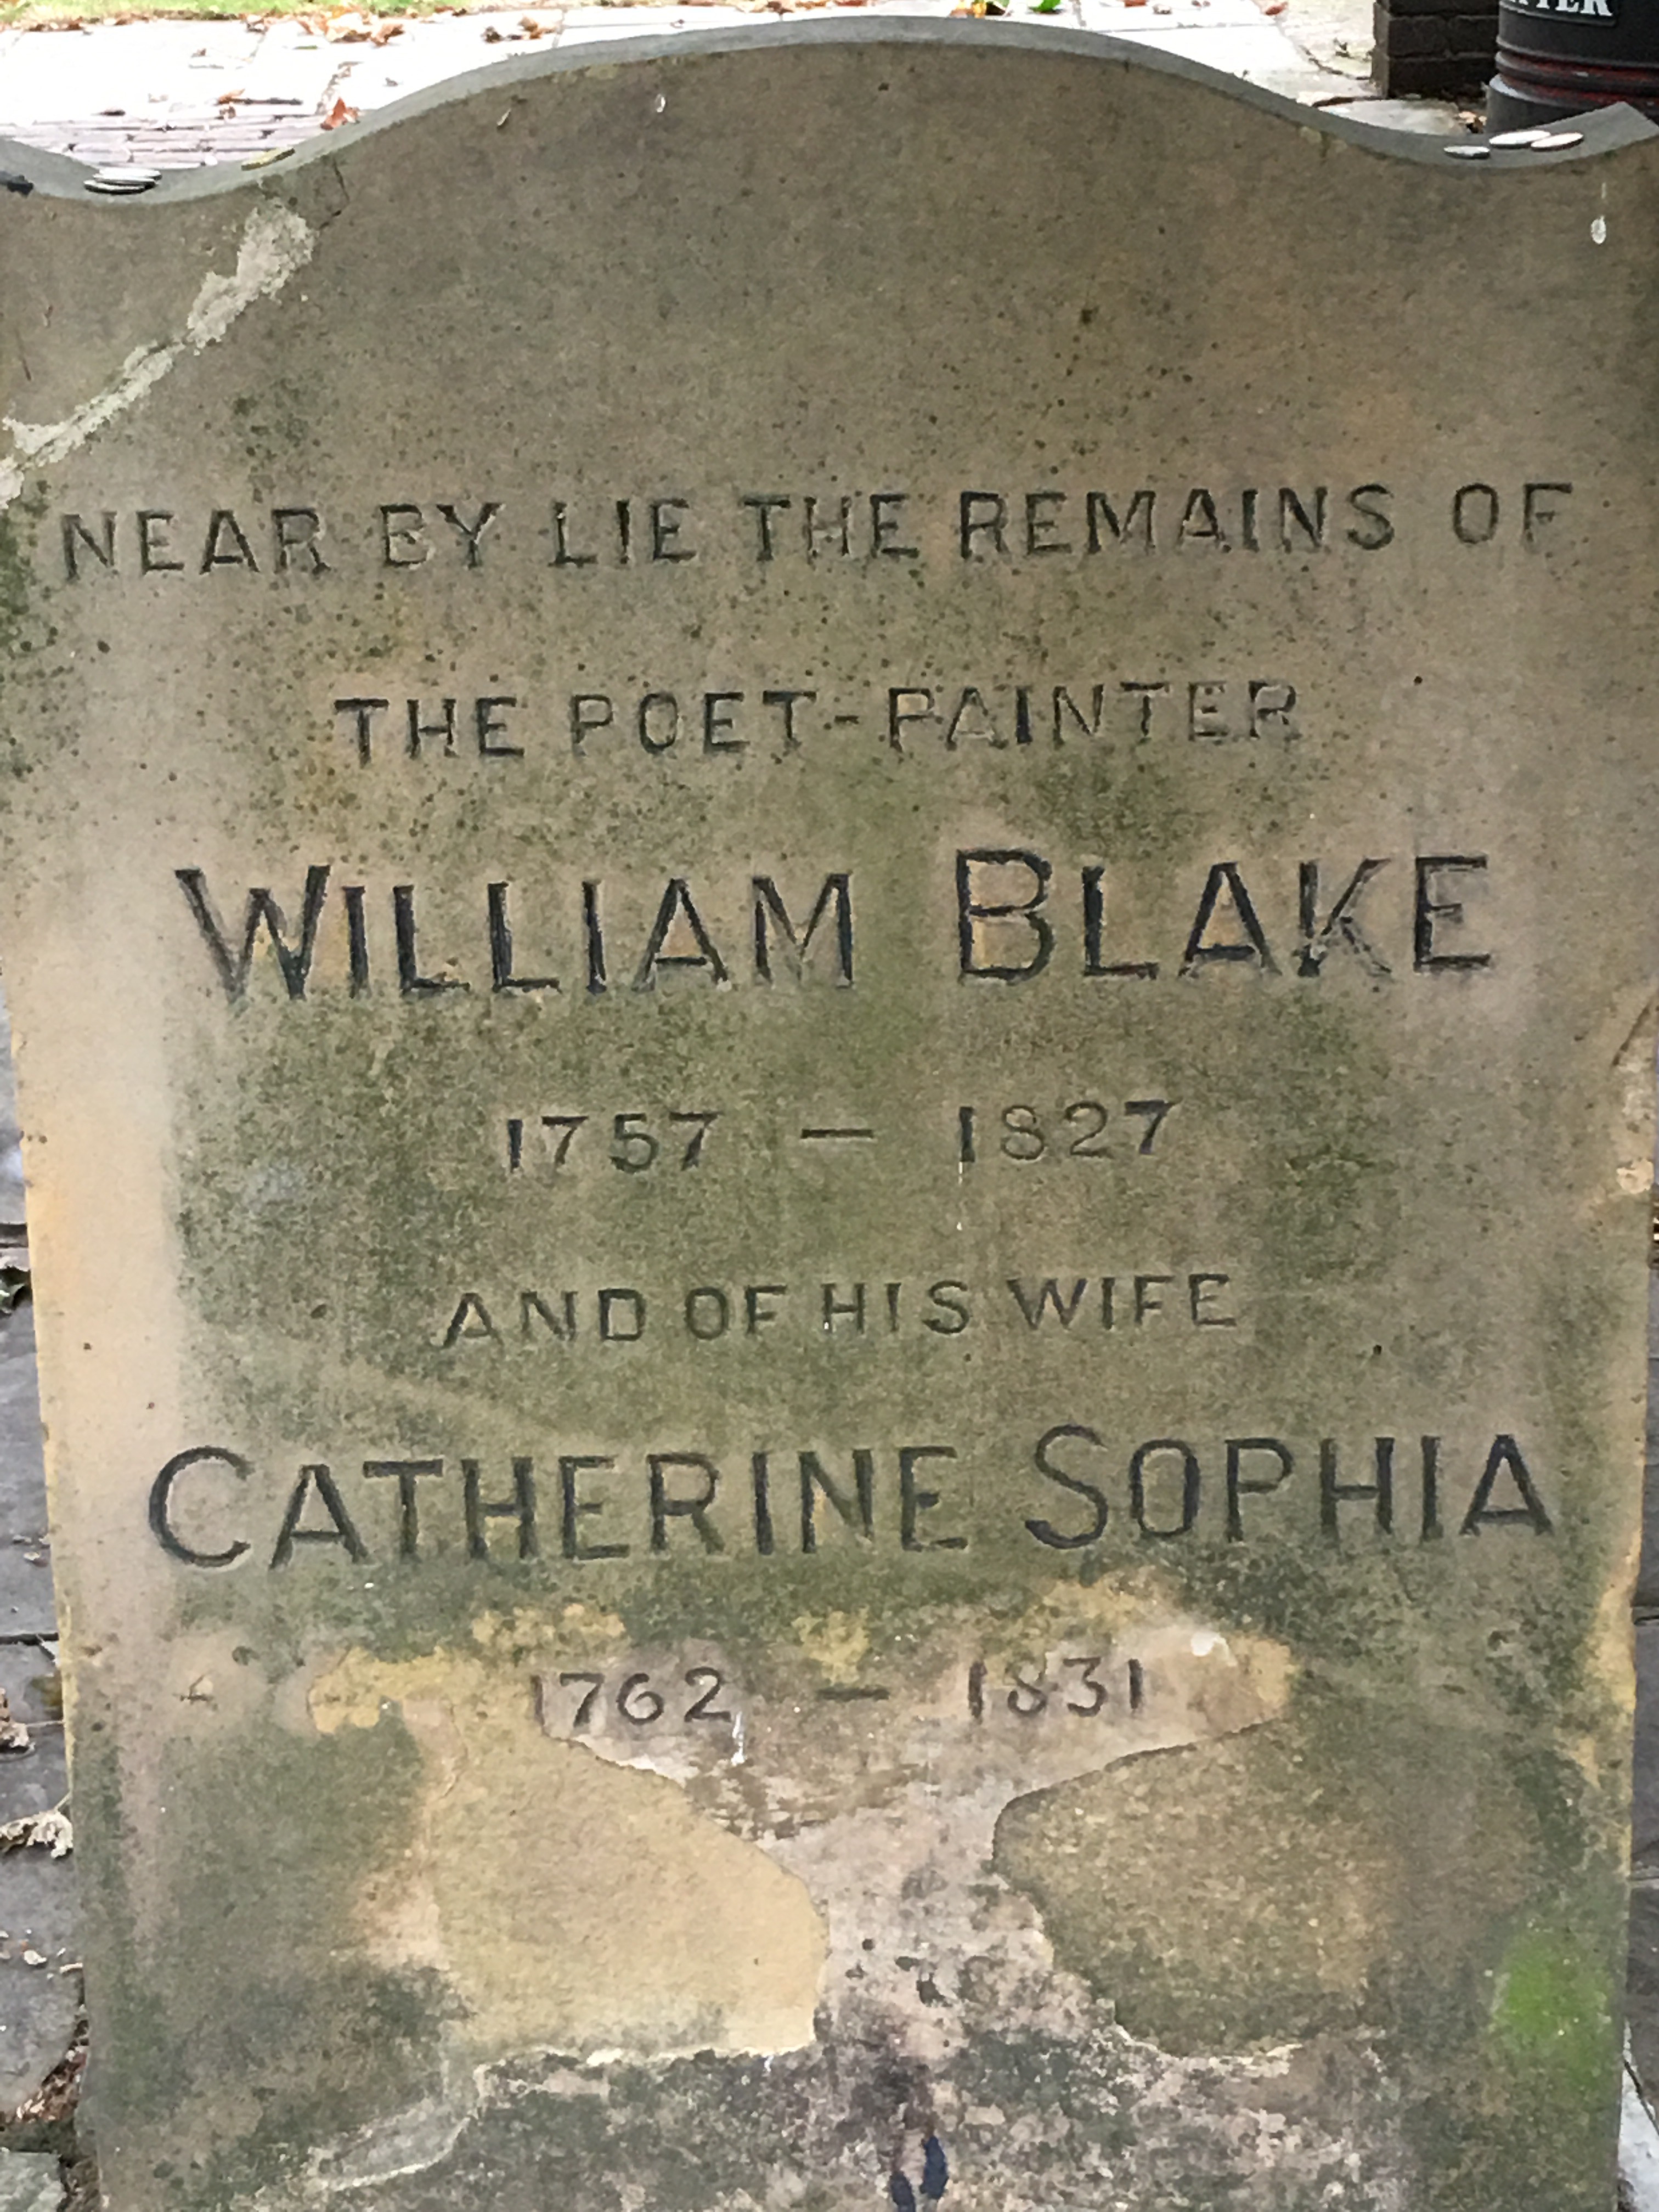 NEAR BY LIE THE REMAINS OF
THE POET-PAINTER
WILLIAM BLAKE
1757 — 1827
AND OF HIS WIFE
CATHERINE SOPHIA
1762 — 1831